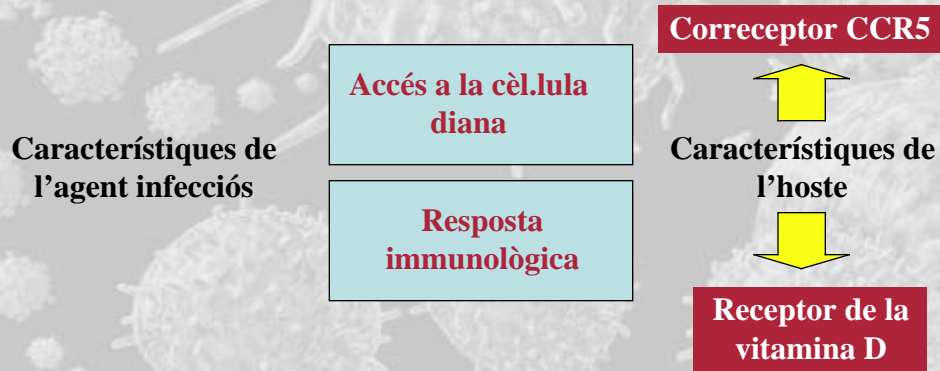 Característiques de
l’agent infecciós
Accés a la cèl.lula
diana
Resposta
immunològica
Correceptor CCR5
Característiques de
l’hoste
Receptor de la
vitamina D